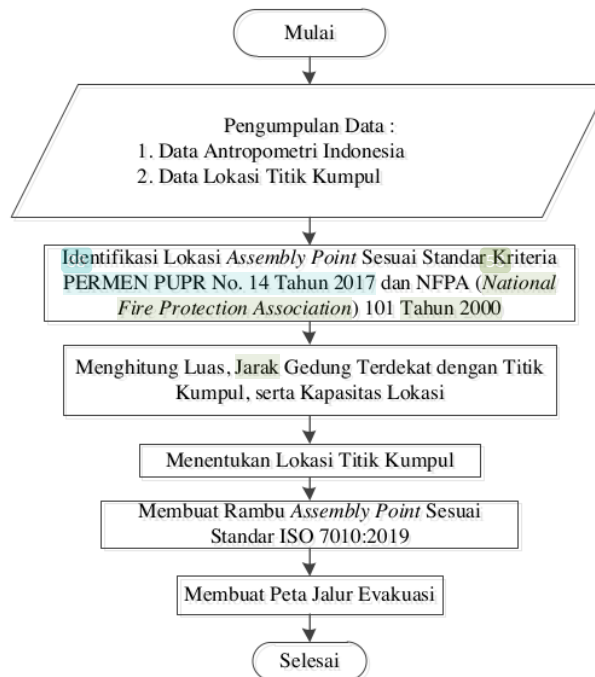 Mulai
Pengumpulan Data :
1. Data Antropometri Indonesia
2. Data Lokasi Titik Kumpul
Identifikasi Lokasi Assembly Point Sesuai Standar Kriteria
PERMEN PUPR No. 14 Tahun 2017 dan NFPA (National
Fire Protection Association) 101 Tahun 2000
Menghitung Luas, Jarak Gedung Terdekat dengan Titik
Kumpul, serta Kapasitas Lokasi
Menentukan Lokasi Titik Kumpul
Membuat Rambu Assembly Point Sesuai
Standar ISO 7010:2019
Membuat Peta Jalur Evakuasi
Selesai